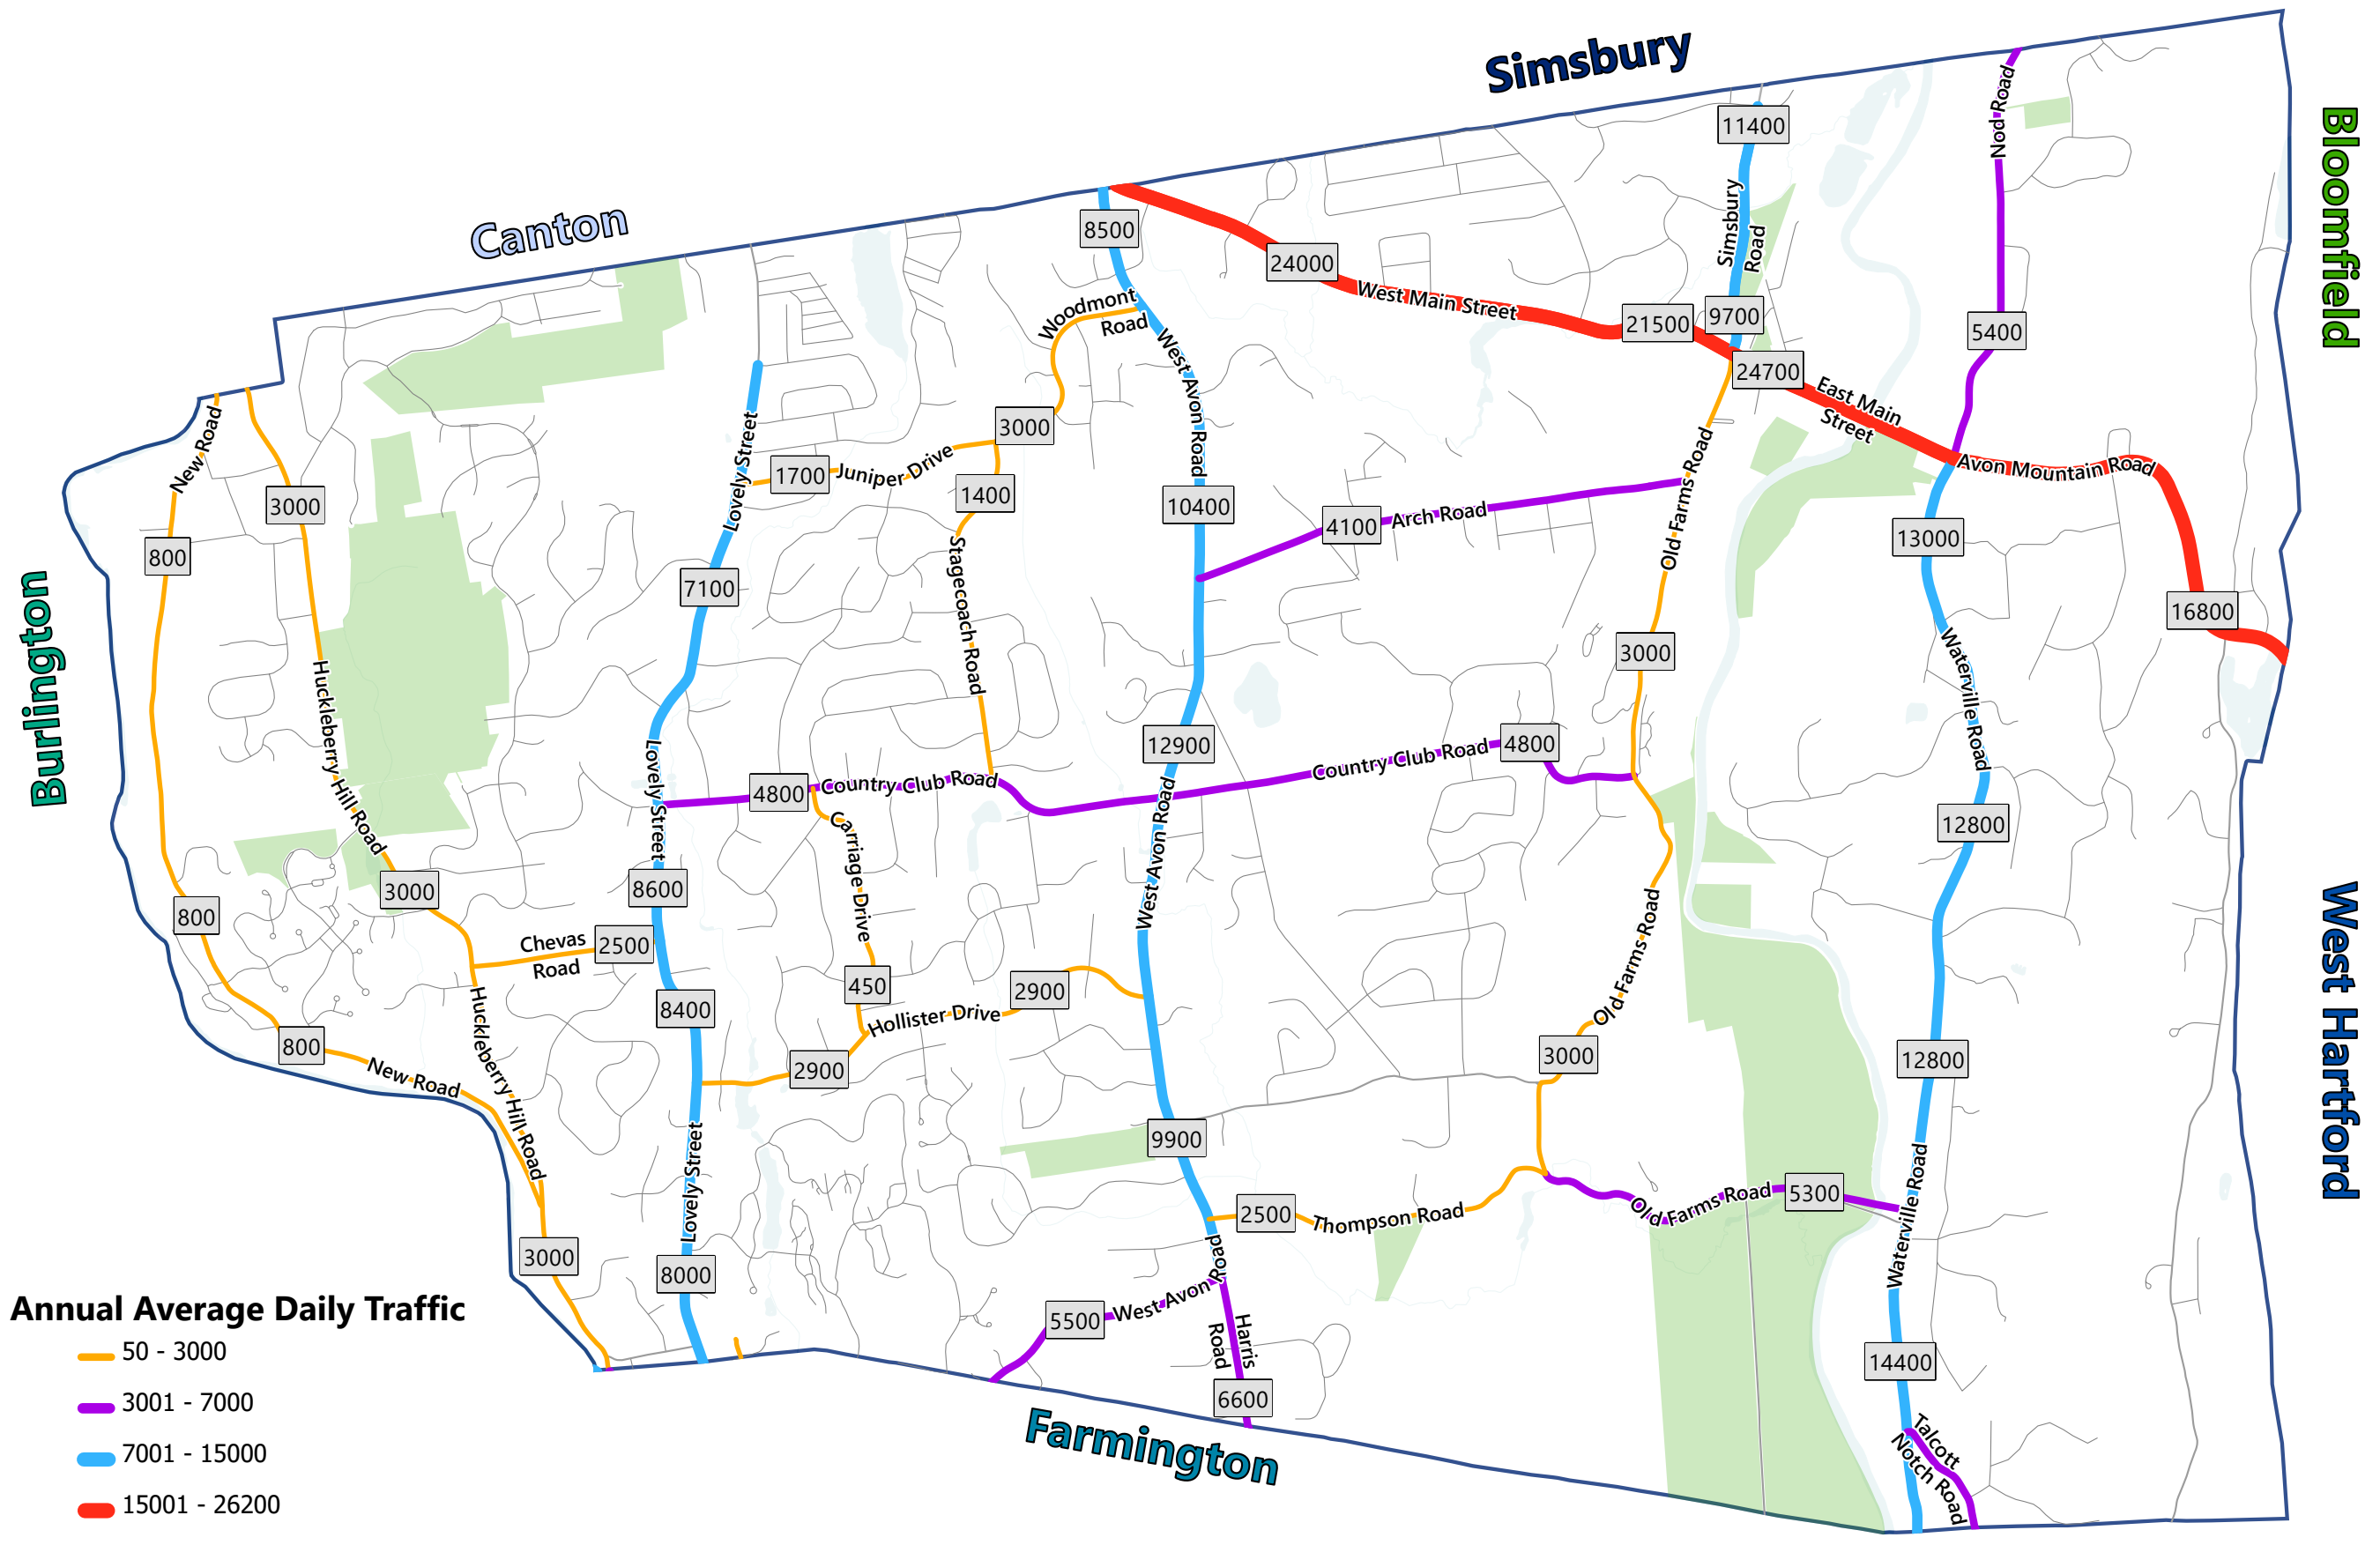 Simsbury
Bloomfield
Nod Road
11400
Canton
8500
Simsbury
Road
24000
West Main Street
Woodmont
Road
21500
9700
5400
24700
East Main
Street
West Avon Road
New Road
3000
Lovely Street
1700
Juniper Drive
Old Farms Road
Avon Mountain Road
3000
1400
10400
4100
Arch Road
13000
800
7100
Stagecoach Road
16800
Burlington
Huckleberry Hill Road
3000
Waterville Road
Lovely Street
12900
4800
Country Club Road
4800
Country Club Road
12800
Carriage Drive
West Avon Road
3000
8600
West Hartford
800
Chevas
Road
2500
Old Farms Road
450
2900
8400
Hollister Drive
Huckleberry Hill Road
800
New Road
2900
3000
12800
9900
Lovely Street
2500
Thompson Road
Old Farms Road
5300
Waterville Road
3000
8000
West Avon Road
5500
Harris
Road
14400
6600
Farmington
Talcott
Notch Road
Annual Average Daily Traffic
50 - 3000
3001 - 7000
7001 - 15000
15001 - 26200